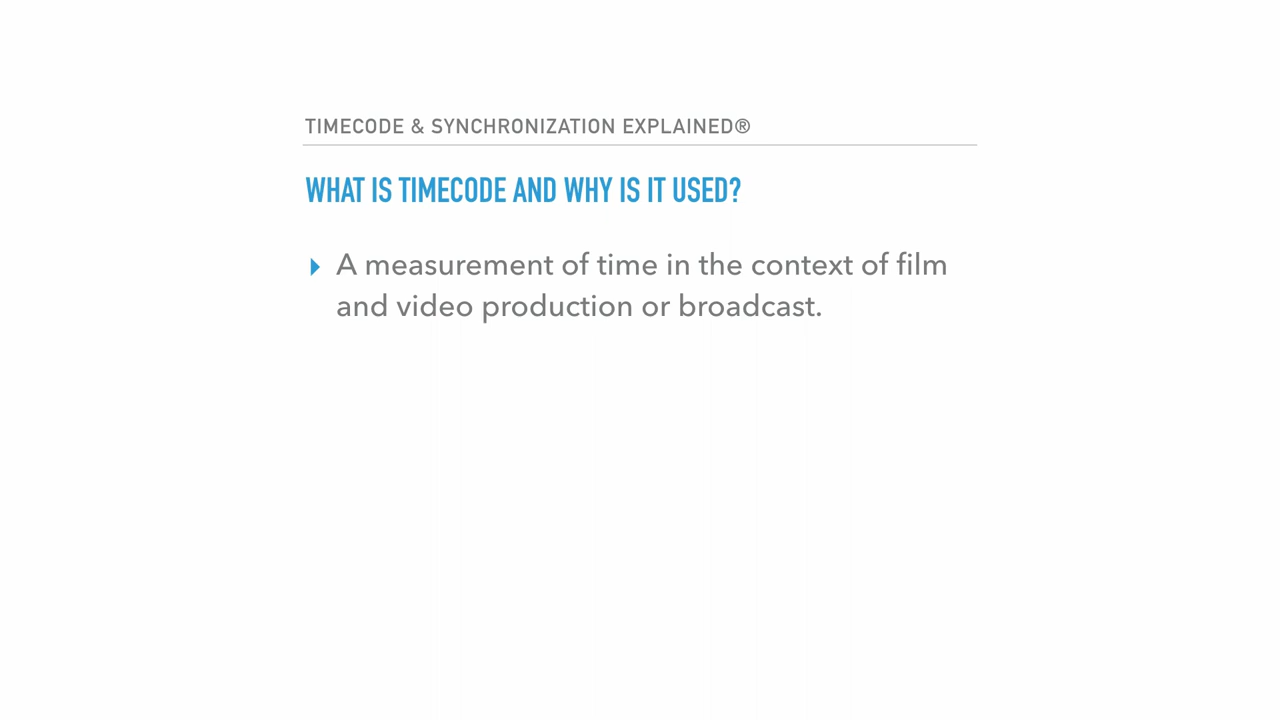 TIMECODE & SYNCHRONIZATION EXPLAINED®
WHAT IS TIMECODE AND WHY IS IT USED?
A measurement of time in the context of film
and video production or broadcast.